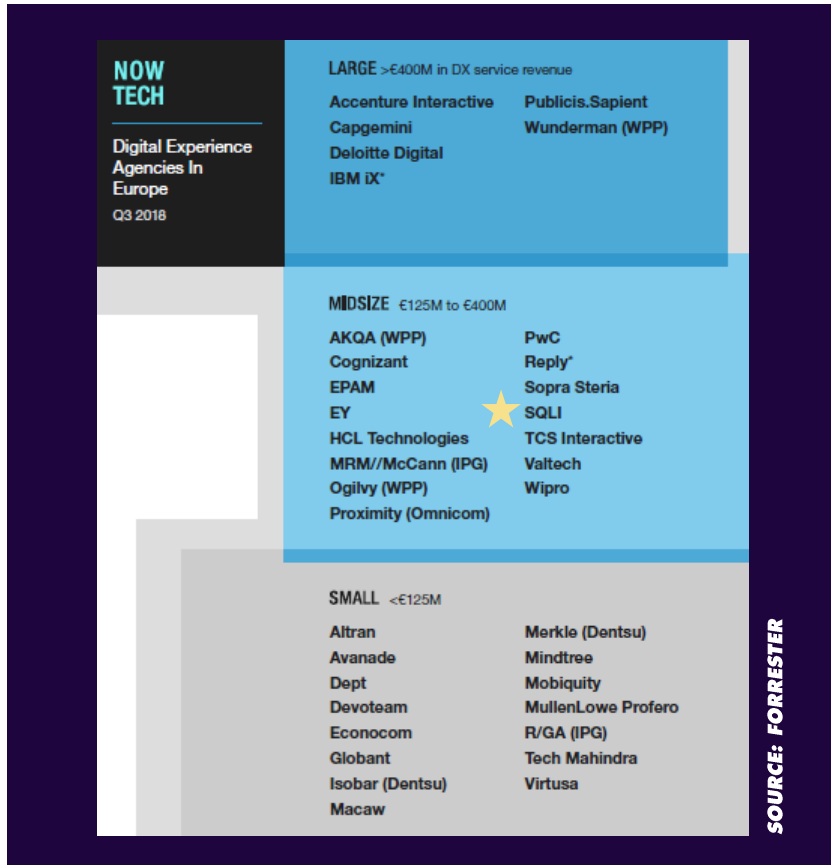 NOW
TECH
Digital Experience
Agencies In
Europe
Q3 2018
LARGE >€400M in DX service revenue
Accenture Interactive
Capgemini
Deloitte Digital
IBM iX*
Publicis.Sapient
Wunderman (WPP)
MIDSIZE €125M to €400M
AKQA (WPP)
Cognizant
EPAM
EY
HCL Technologies
MRM//McCann (IPG)
Ogilvy (WPP)
Proximity (Omnicom)
PwC
Reply*
Sopra Steria
SQLI
TCS Interactive
Valtech
Wipro
SMALL <€125M
Altran
Avanade
Dept
Devoteam
Econocom
Globant
Isobar (Dentsu)
Macaw
Merkle (Dentsu)
Mindtree
Mobiquity
MullenLowe Profero
R/GA (IPG)
Tech Mahindra
Virtusa
SOURCE: FORRESTER